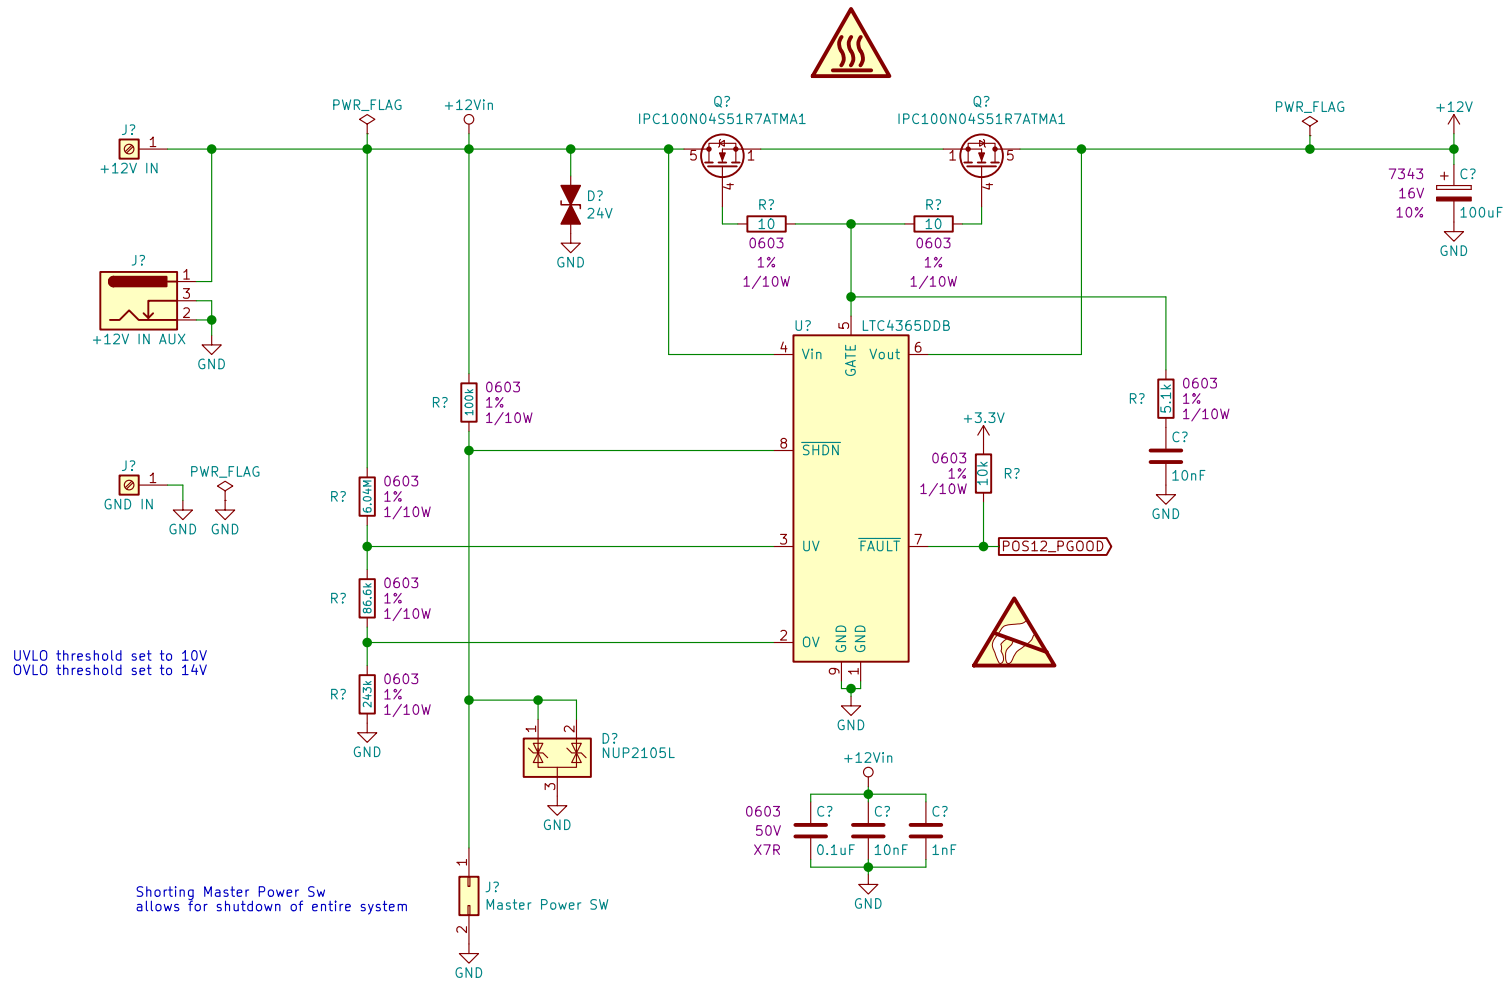 PWR_FLAG
+12Vin
J?
1
+12V IN
Q?
IPC100N04S51R7ATMA1
5
1
4
Q?
IPC100N04S51R7ATMA1
1
5
4
PWR_FLAG
+12V
7343
16V
10%
+
C?
100uF
GND
D?
24V
GND
R?
10
0603
1%
1/10W
R?
10
0603
1%
1/10W
J?
1
3
2
+12V IN AUX
GND
U?
LTC4365DDB
5
4
Vin
GATE
Vout
6
8
SHDN
3
UV
FAULT
7
2
OV
GND
GND
9
1
GND
R?
100k
0603
1%
1/10W
R?
5.1k
0603
1%
1/10W
C?
10nF
GND
+3.3V
0603
1%
1/10W
10k
R?
POS12_PGOOD
J?
1
GND IN
GND
PWR_FLAG
GND
R?
6.04M
0603
1%
1/10W
R?
86.6k
0603
1%
1/10W
R?
243k
0603
1%
1/10W
GND
UVLO threshold set to 10V
OVLO threshold set to 14V
1
2
D?
NUP2105L
3
GND
+12Vin
0603
50V
X7R
C?
0.1uF
C?
10nF
C?
1nF
GND
Shorting Master Power Sw
allows for shutdown of entire system
1
J?
Master Power SW
2
GND